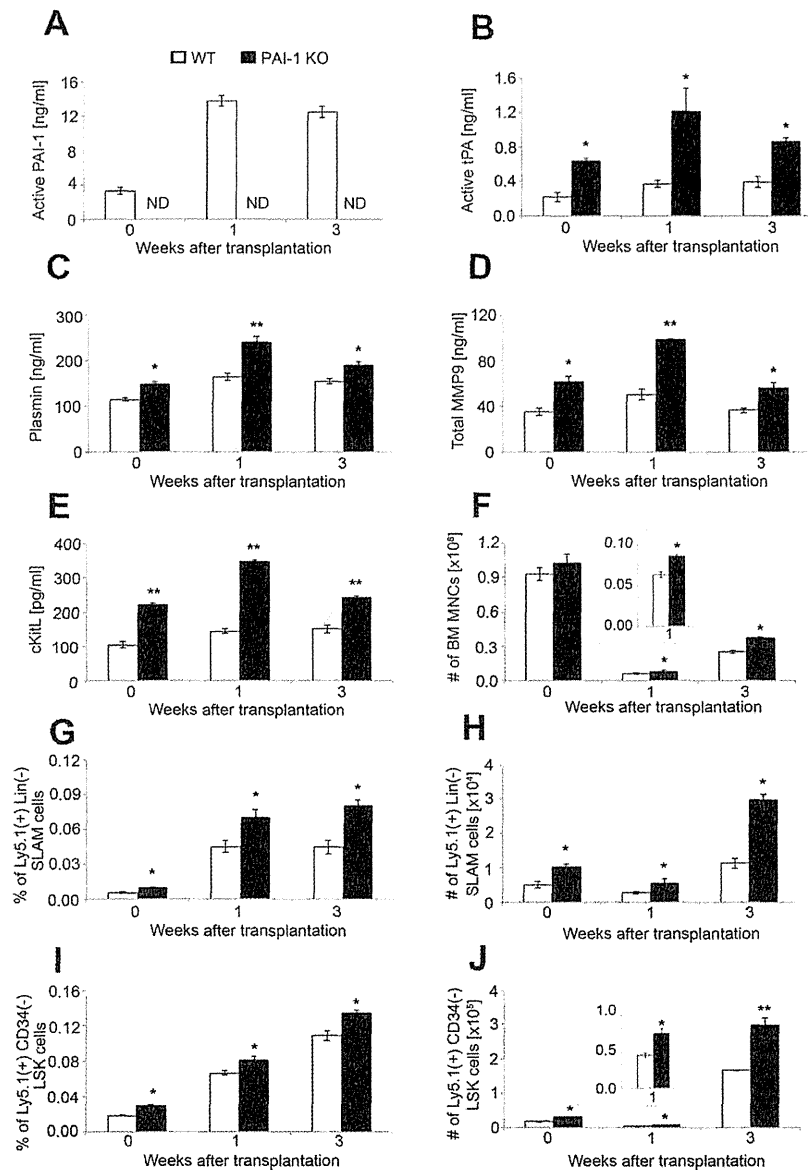 A
WT
PAI-1 KO
Active PAI-1 [ng/ml]
16
12
8
4
0
ND
ND
ND
0
1
3
Weeks after transplantation
B
Active tPA [ng/ml]
1.6
1.2
0.8
0.4
0.0
*
*
*
0
1
3
Weeks after transplantation
C
Plasmin [ng/ml]
300
200
100
0
*
**
*
0
1
3
Weeks after transplantation
D
Total MMP9 [ng/ml]
120
80
40
0
*
**
*
0
1
3
Weeks after transplantation
E
cKitL [pg/ml]
400
300
200
100
0
**
**
**
0
1
3
Weeks after transplantation
F
# of BM MNCs [x10⁸]
1.2
0.9
0.6
0.3
0.0
0.10
0.05
0.00
*
1
*
*
0
1
3
Weeks after transplantation
G
% of Ly5.1(+) Lin(-)
SLAM cells
0.12
0.09
0.06
0.03
0.00
*
*
*
0
1
3
Weeks after transplantation
H
# of Ly5.1(+) Lin(-)
SLAM cells [x10⁴]
4
3
2
1
0
*
*
*
0
1
3
Weeks after transplantation
I
% of Ly5.1(+) CD34(-)
LSK cells
0.16
0.12
0.08
0.04
0.00
*
*
*
0
1
3
Weeks after transplantation
J
# of Ly5.1(+) CD34(-)
LSK cells [x10⁵]
4
3
2
1
0
1.0
0.5
0.0
*
1
*
*
**
0
1
3
Weeks after transplantation